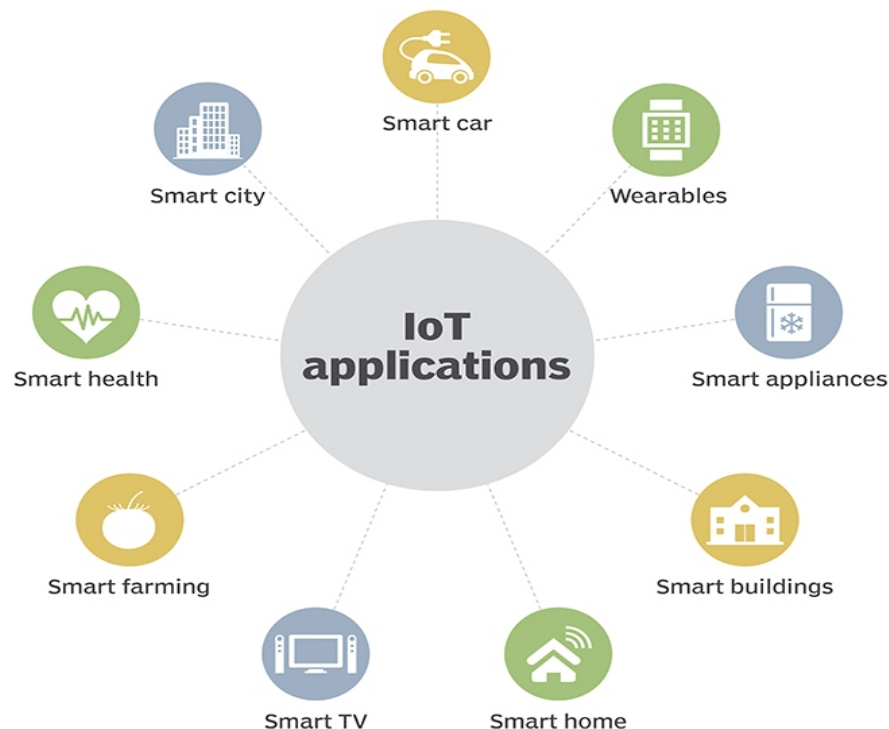 Smart car
Smart city
Wearables
IoT
applications
Smart health
Smart appliances
Smart farming
Smart buildings
Smart TV
Smart home